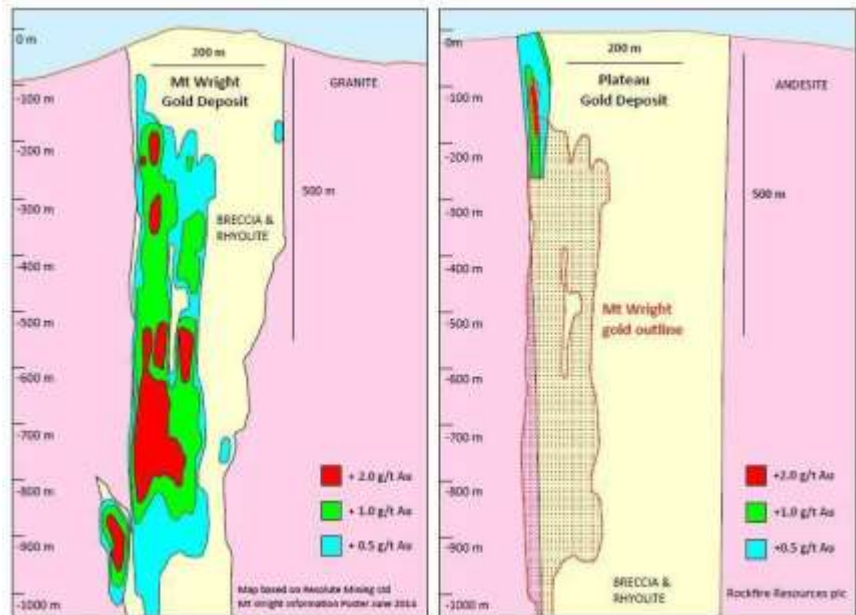 0 m
-100 m
-200 m
-300 m
-400 m
-500 m
-600 m
-700 m
-800 m
-900 m
-1000 m
200 m
Mt Wright
Gold Deposit
GRANITE
500 m
BRECCIA &
RHYOLITE
+ 2.0 g/t Au
+ 1.0 g/t Au
+ 0.5 g/t Au
Map based on Resolute Mining Ltd
Mt Wright Information Poster June 2014
0m
-100 m
-200 m
-300 m
-400 m
-500 m
-600 m
-700 m
-800 m
-900 m
-1000 m
200 m
Plateau
Gold Deposit
ANDESITE
500 m
Mt Wright
gold outline
+2.0 g/t Au
+1.0 g/t Au
+0.5 g/t Au
BRECCIA &
RHYOLITE
Rockfire Resources plc